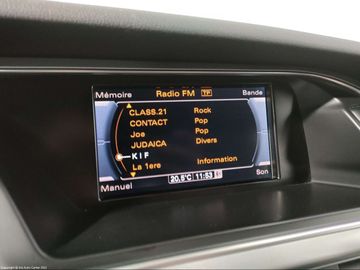 Mémoire Radio FM TP Bande
CLASS.21 Rock
CONTACT Pop
Joe Pop
JUDAICA Divers
K I F
La 1ere Information
Manuel 20.5°C 11:53 Son